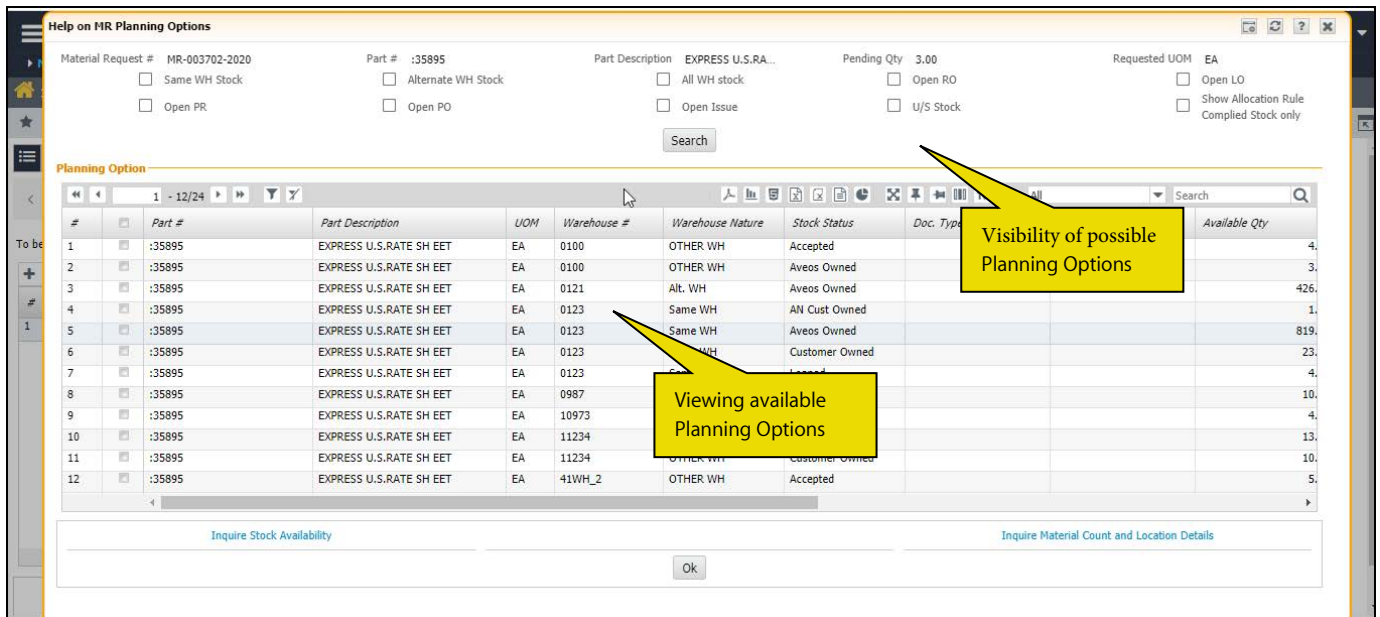 Help on MR Planning Options
Material Request # MR-003702-2020 Part # :35895 Part Description EXPRESS U.S.RA... Pending Qty 3.00 Requested UOM EA
Same WH Stock Alternate WH Stock All WH stock Open RO Open LO
Open PR Open PO Open Issue U/S Stock Show Allocation Rule
Complied Stock only
Search
Visibility of possible
Planning Options
Planning Option
1 - 12/24 All Search
# Part # Part Description UOM Warehouse # Warehouse Nature Stock Status Doc. Type Available Qty
To be
1 :35895 EXPRESS U.S.RATE SH EET EA 0100 OTHER WH Accepted 4.
2 :35895 EXPRESS U.S.RATE SH EET EA 0100 OTHER WH Aveos Owned 3.
3 :35895 EXPRESS U.S.RATE SH EET EA 0121 Alt. WH Aveos Owned 426.
4 :35895 EXPRESS U.S.RATE SH EET EA 0123 Same WH AN Cust Owned 1.
#
1
5 :35895 EXPRESS U.S.RATE SH EET EA 0123 Same WH Aveos Owned 819.
6 :35895 EXPRESS U.S.RATE SH EET EA 0123 WH Customer Owned 23.
7 :35895 EXPRESS U.S.RATE SH EET EA 0123 4.
8 :35895 EXPRESS U.S.RATE SH EET EA 0987 10.
9 :35895 EXPRESS U.S.RATE SH EET EA 10973 4.
10 :35895 EXPRESS U.S.RATE SH EET EA 11234 13.
11 :35895 EXPRESS U.S.RATE SH EET EA 11234 OTHER WH Customer Owned 10.
12 :35895 EXPRESS U.S.RATE SH EET EA 41WH_2 OTHER WH Accepted 5.
Viewing available
Planning Options
Inquire Stock Availability Inquire Material Count and Location Details
Ok